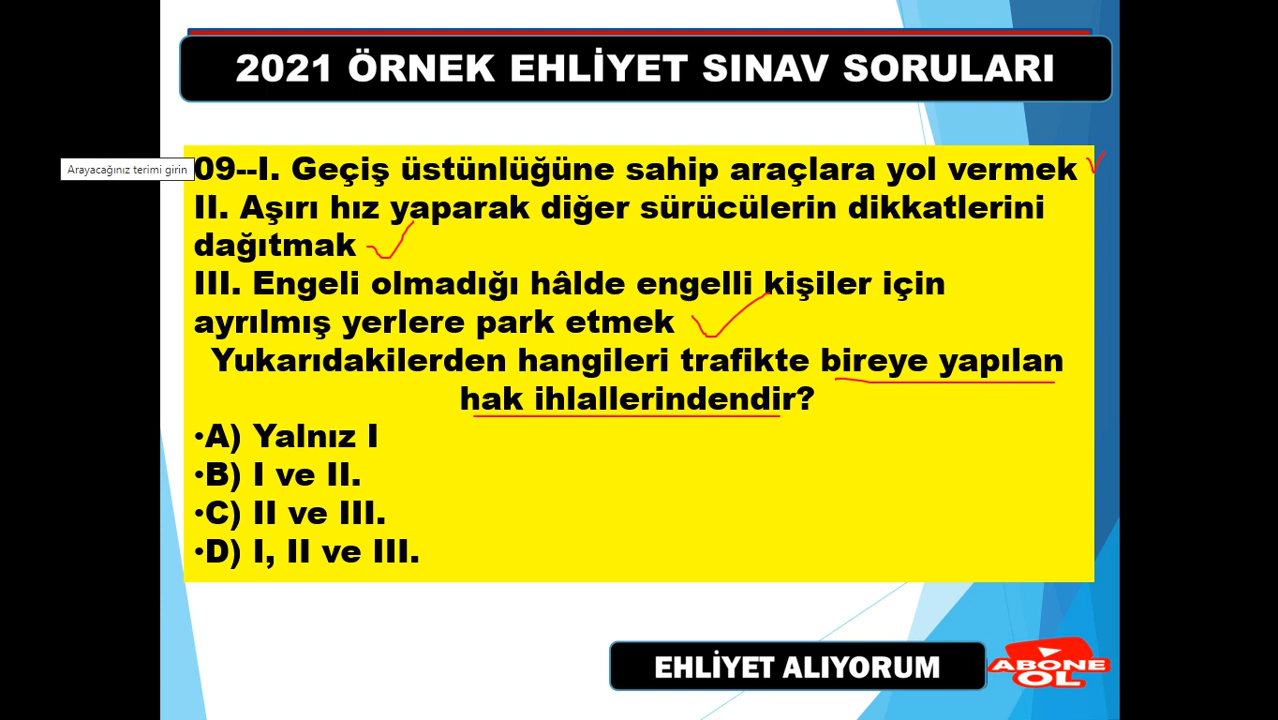 2021 ÖRNEK EHLİYET SINAV SORULARI
Arayacağınız terimi girin
09--I. Geçiş üstünlüğüne sahip araçlara yol vermek
II. Aşırı hız yaparak diğer sürücülerin dikkatlerini
dağıtmak
III. Engeli olmadığı hâlde engelli kişiler için
ayrılmış yerlere park etmek
Yukarıdakilerden hangileri trafikte bireye yapılan
hak ihlallerindendir?
•A) Yalnız I
•B) I ve II.
•C) II ve III.
•D) I, II ve III.
EHLİYET ALIYORUM
ABONE
OL